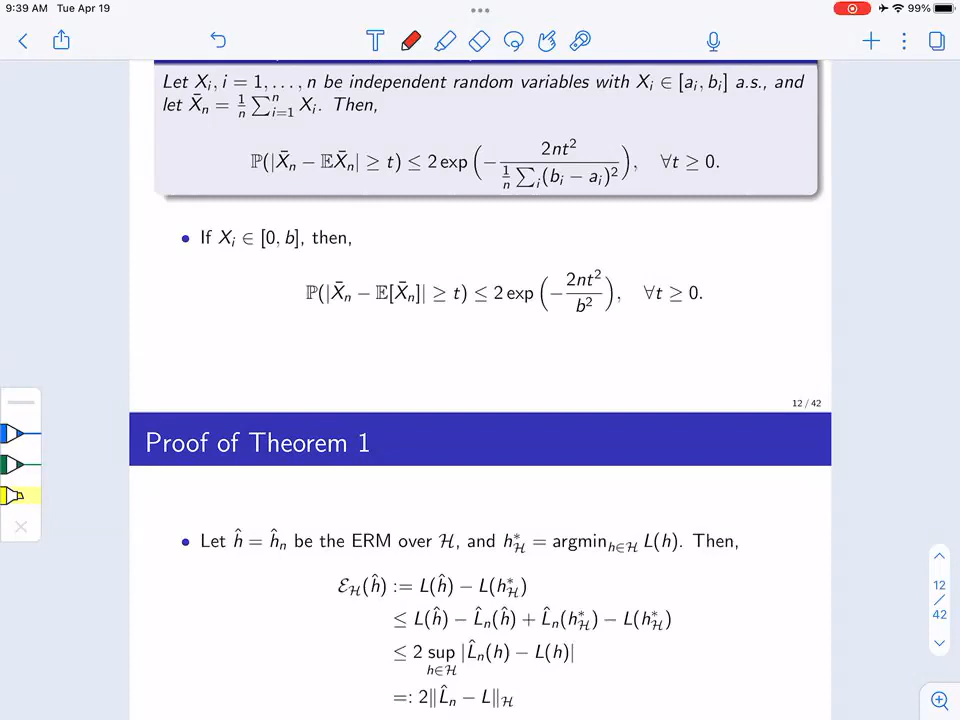 9:39 AM Tue Apr 19
99%
Let X_i, i = 1, . . . , n be independent random variables with X_i ∈ [a_i, b_i] a.s., and
let X̄_n = 1/n ∑_{i=1}^n X_i. Then,
ℙ(|X̄_n − 𝔼X̄_n| ≥ t) ≤ 2 exp(−2nt²/(1/n ∑_i(b_i − a_i)²)), ∀t ≥ 0.
• If X_i ∈ [0, b], then,
ℙ(|X̄_n − 𝔼[X̄_n]| ≥ t) ≤ 2 exp(−2nt²/b²), ∀t ≥ 0.
12 / 42
Proof of Theorem 1
• Let ĥ = ĥ_n be the ERM over ℋ, and h*_ℋ = argmin_{h∈ℋ} L(h). Then,
ℰ_ℋ(ĥ) := L(ĥ) − L(h*_ℋ)
≤ L(ĥ) − L̂_n(ĥ) + L̂_n(h*_ℋ) − L(h*_ℋ)
≤ 2 sup_{h∈ℋ} |L̂_n(h) − L(h)|
=: 2‖L̂_n − L‖_ℋ
12
/
42